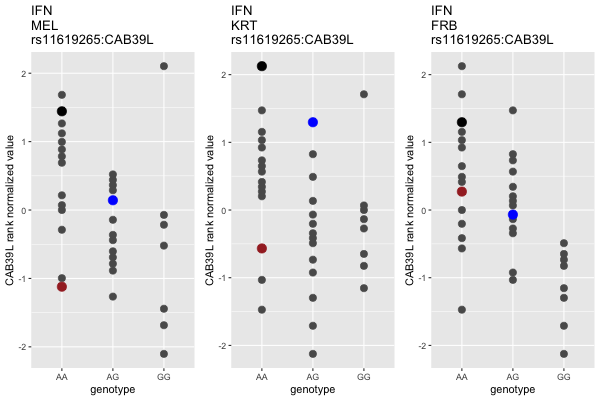 IFN
MEL
rs11619265:CAB39L
CAB39L rank normalized value
2
1
0
-1
-2
AA
AG
GG
genotype
IFN
KRT
rs11619265:CAB39L
CAB39L rank normalized value
2
1
0
-1
-2
AA
AG
GG
genotype
IFN
FRB
rs11619265:CAB39L
CAB39L rank normalized value
2
1
0
-1
-2
AA
AG
GG
genotype